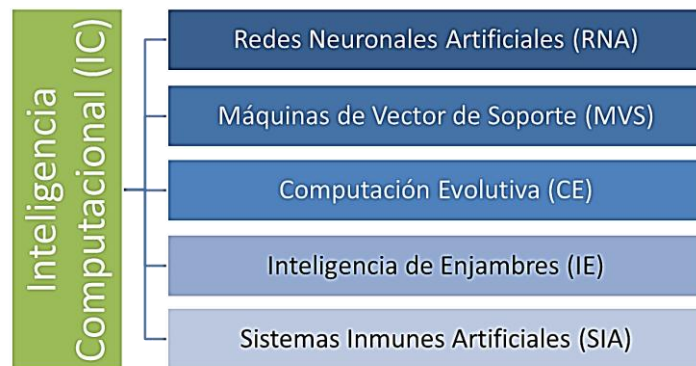 Inteligencia
Computacional (IC)
Redes Neuronales Artificiales (RNA)
Máquinas de Vector de Soporte (MVS)
Computación Evolutiva (CE)
Inteligencia de Enjambres (IE)
Sistemas Inmunes Artificiales (SIA)